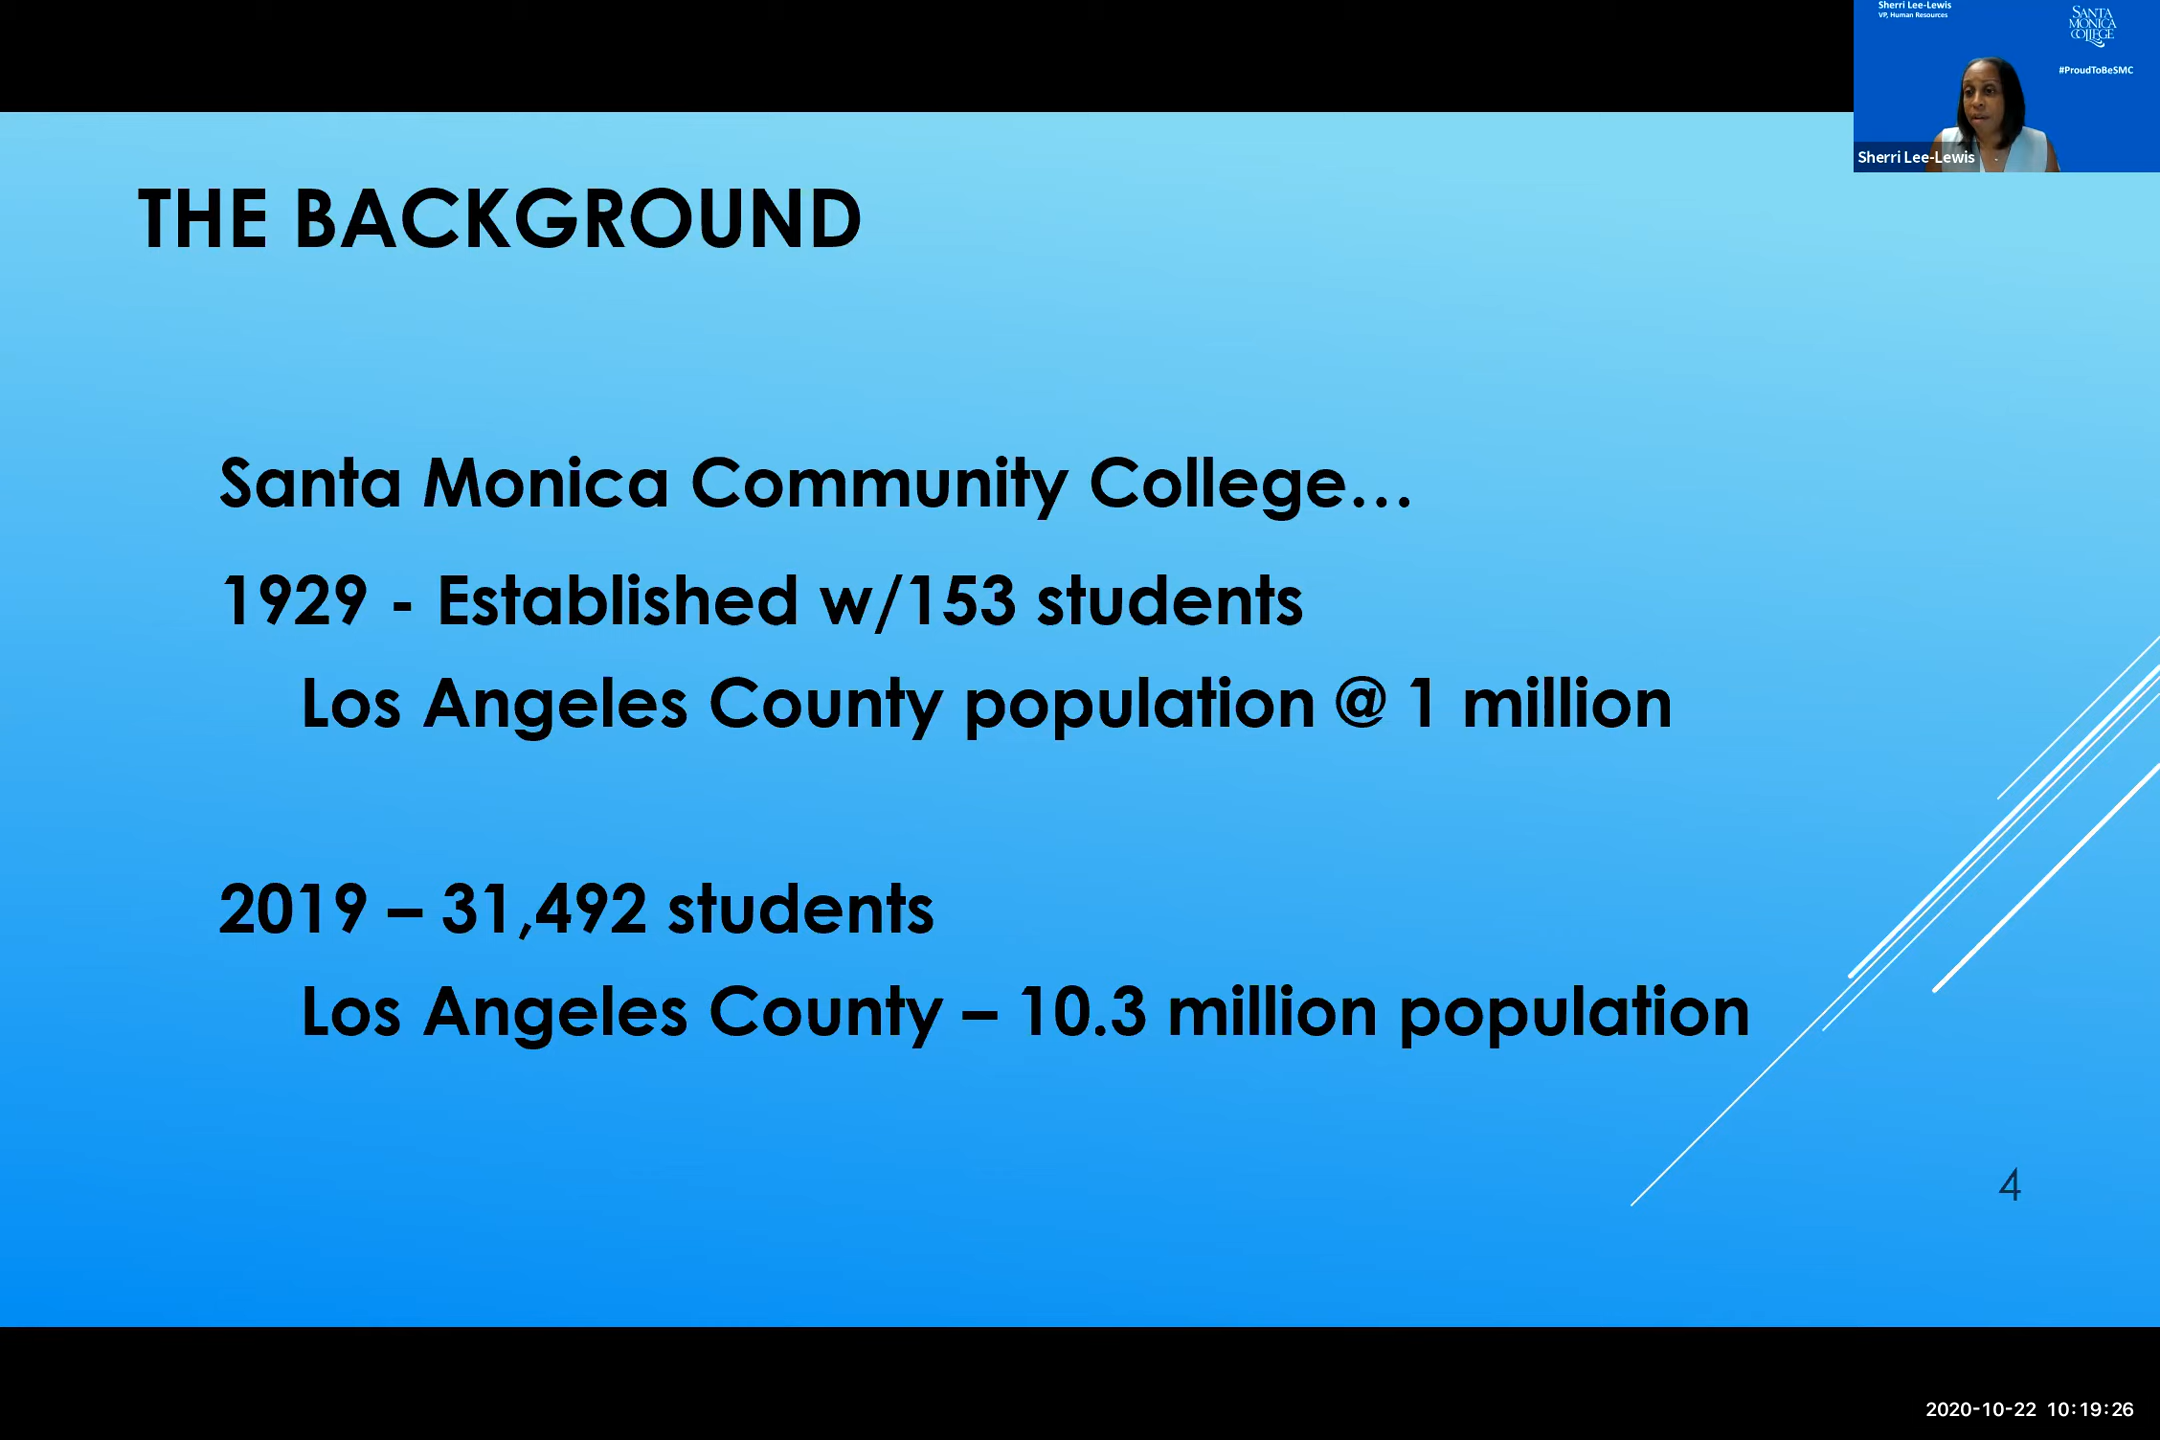 Sherri Lee-Lewis
VP, Human Resources
SANTA
MONICA
COLLEGE
#ProudToBeSMC
Sherri Lee-Lewis
THE BACKGROUND
Santa Monica Community College…
1929 - Established w/153 students
Los Angeles County population @ 1 million
2019 – 31,492 students
Los Angeles County – 10.3 million population
4
2020-10-22 10:19:26